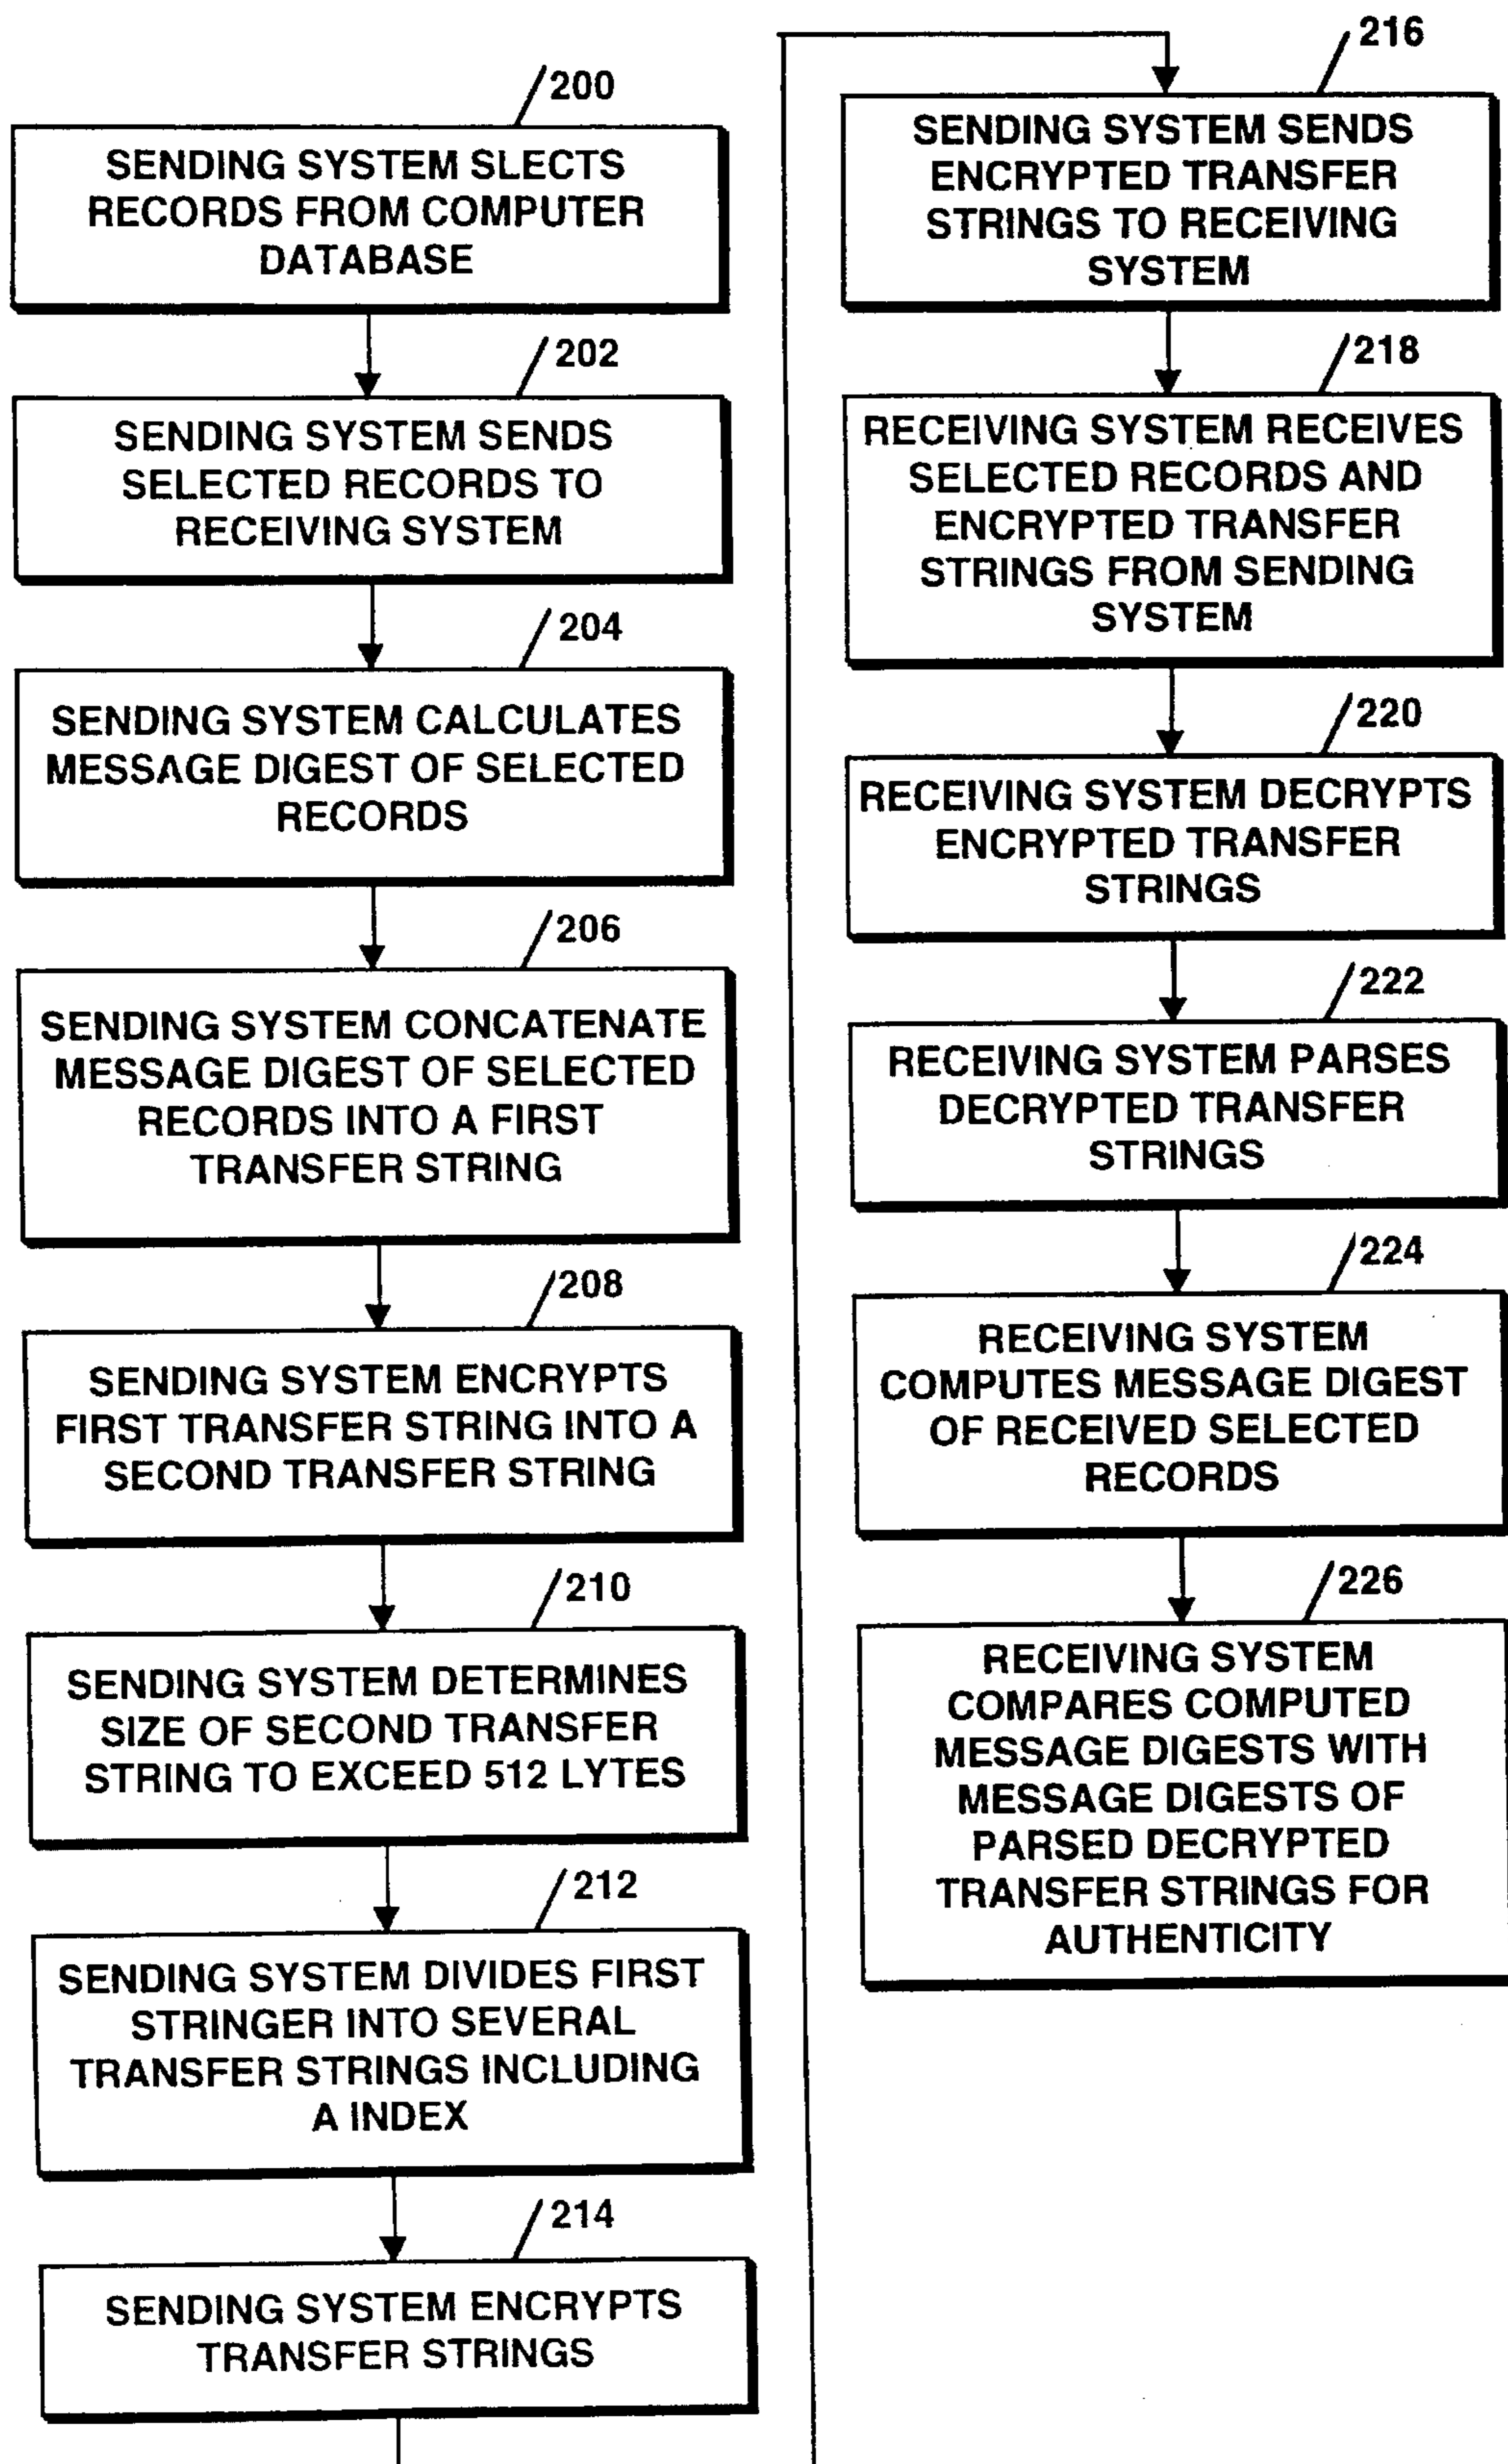 200
SENDING SYSTEM SLECTS
RECORDS FROM COMPUTER
DATABASE
202
SENDING SYSTEM SENDS
SELECTED RECORDS TO
RECEIVING SYSTEM
204
SENDING SYSTEM CALCULATES
MESSAGE DIGEST OF SELECTED
RECORDS
206
SENDING SYSTEM CONCATENATE
MESSAGE DIGEST OF SELECTED
RECORDS INTO A FIRST
TRANSFER STRING
208
SENDING SYSTEM ENCRYPTS
FIRST TRANSFER STRING INTO A
SECOND TRANSFER STRING
210
SENDING SYSTEM DETERMINES
SIZE OF SECOND TRANSFER
STRING TO EXCEED 512 LYTES
212
SENDING SYSTEM DIVIDES FIRST
STRINGER INTO SEVERAL
TRANSFER STRINGS INCLUDING
A INDEX
214
SENDING SYSTEM ENCRYPTS
TRANSFER STRINGS
216
SENDING SYSTEM SENDS
ENCRYPTED TRANSFER
STRINGS TO RECEIVING
SYSTEM
218
RECEIVING SYSTEM RECEIVES
SELECTED RECORDS AND
ENCRYPTED TRANSFER
STRINGS FROM SENDING
SYSTEM
220
RECEIVING SYSTEM DECRYPTS
ENCRYPTED TRANSFER
STRINGS
222
RECEIVING SYSTEM PARSES
DECRYPTED TRANSFER
STRINGS
224
RECEIVING SYSTEM
COMPUTES MESSAGE DIGEST
OF RECEIVED SELECTED
RECORDS
226
RECEIVING SYSTEM
COMPARES COMPUTED
MESSAGE DIGESTS WITH
MESSAGE DIGESTS OF
PARSED DECRYPTED
TRANSFER STRINGS FOR
AUTHENTICITY